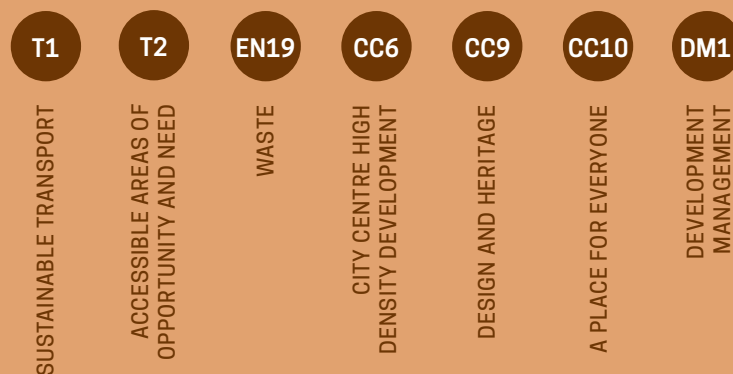 T1
T2
EN19
CC6
CC9
CC10
DM1
SUSTAINABLE TRANSPORT
ACCESSIBLE AREAS OF
OPPORTUNITY AND NEED
WASTE
CITY CENTRE HIGH
DENSITY DEVELOPMENT
DESIGN AND HERITAGE
A PLACE FOR EVERYONE
DEVELOPMENT
MANAGEMENT